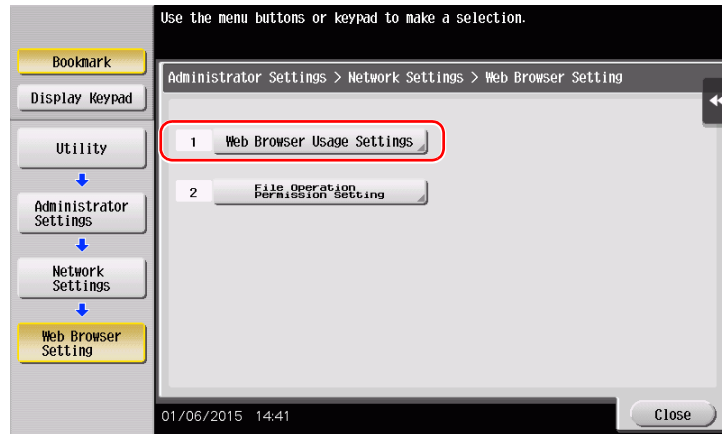 Use the menu buttons or keypad to make a selection.
Bookmark
Display Keypad
Utility
Administrator
Settings
Network
Settings
Web Browser
Setting
Administrator Settings > Network Settings > Web Browser Setting
1 Web Browser Usage Settings
2 File Operation
Permission Setting
01/06/2015 14:41
Close